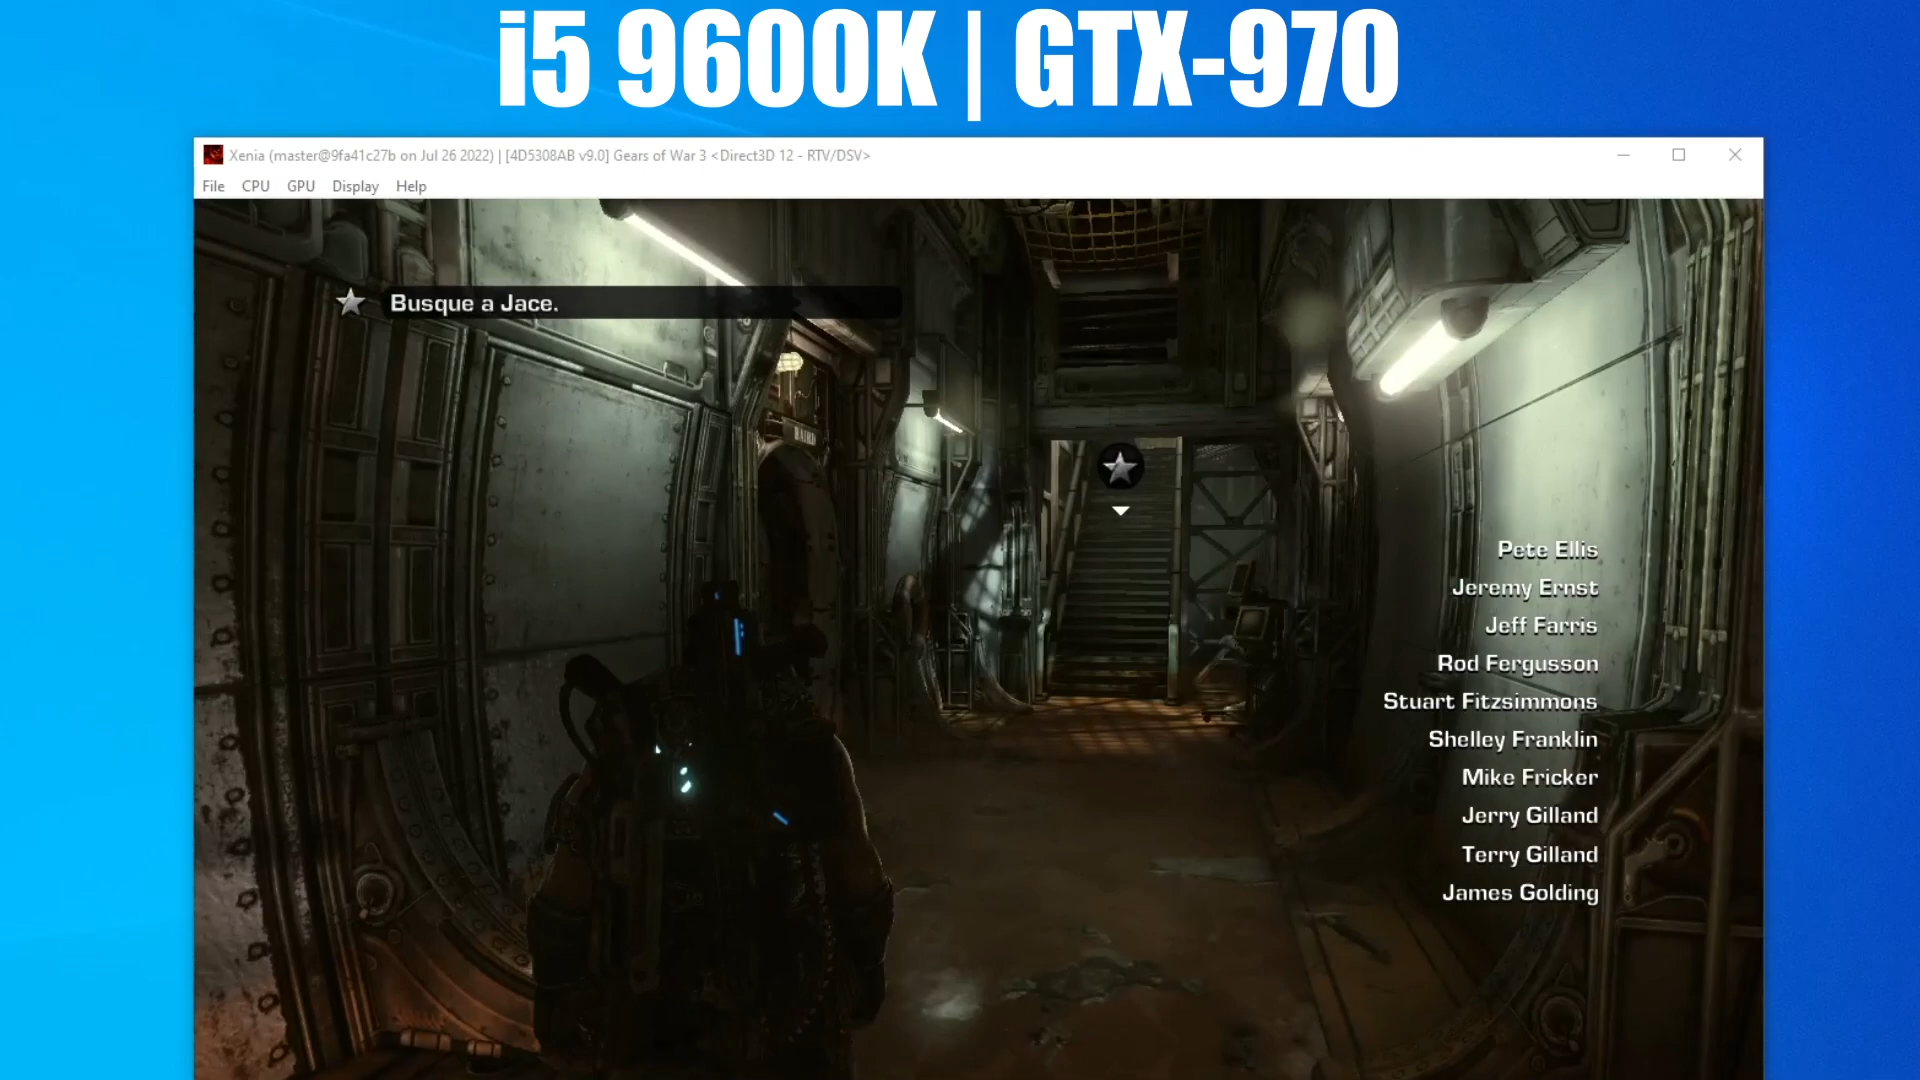 i5 9600K | GTX-970
Xenia (master@9fa41c27b on Jul 26 2022) | [4D5308AB v9.0] Gears of War 3 <Direct3D 12 - RTV/DSV>
File CPU GPU Display Help
Busque a Jace.
BAIRD
Pete Ellis
Jeremy Ernst
Jeff Farris
Rod Fergusson
Stuart Fitzsimmons
Shelley Franklin
Mike Fricker
Jerry Gilland
Terry Gilland
James Golding